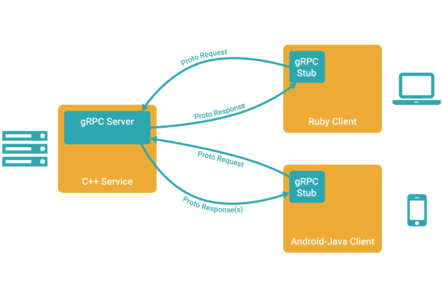 Proto Request
gRPC
Stub
Ruby Client
Proto Response
gRPC Server
C++ Service
Proto Request
gRPC
Stub
Proto Response(s)
Android-Java Client